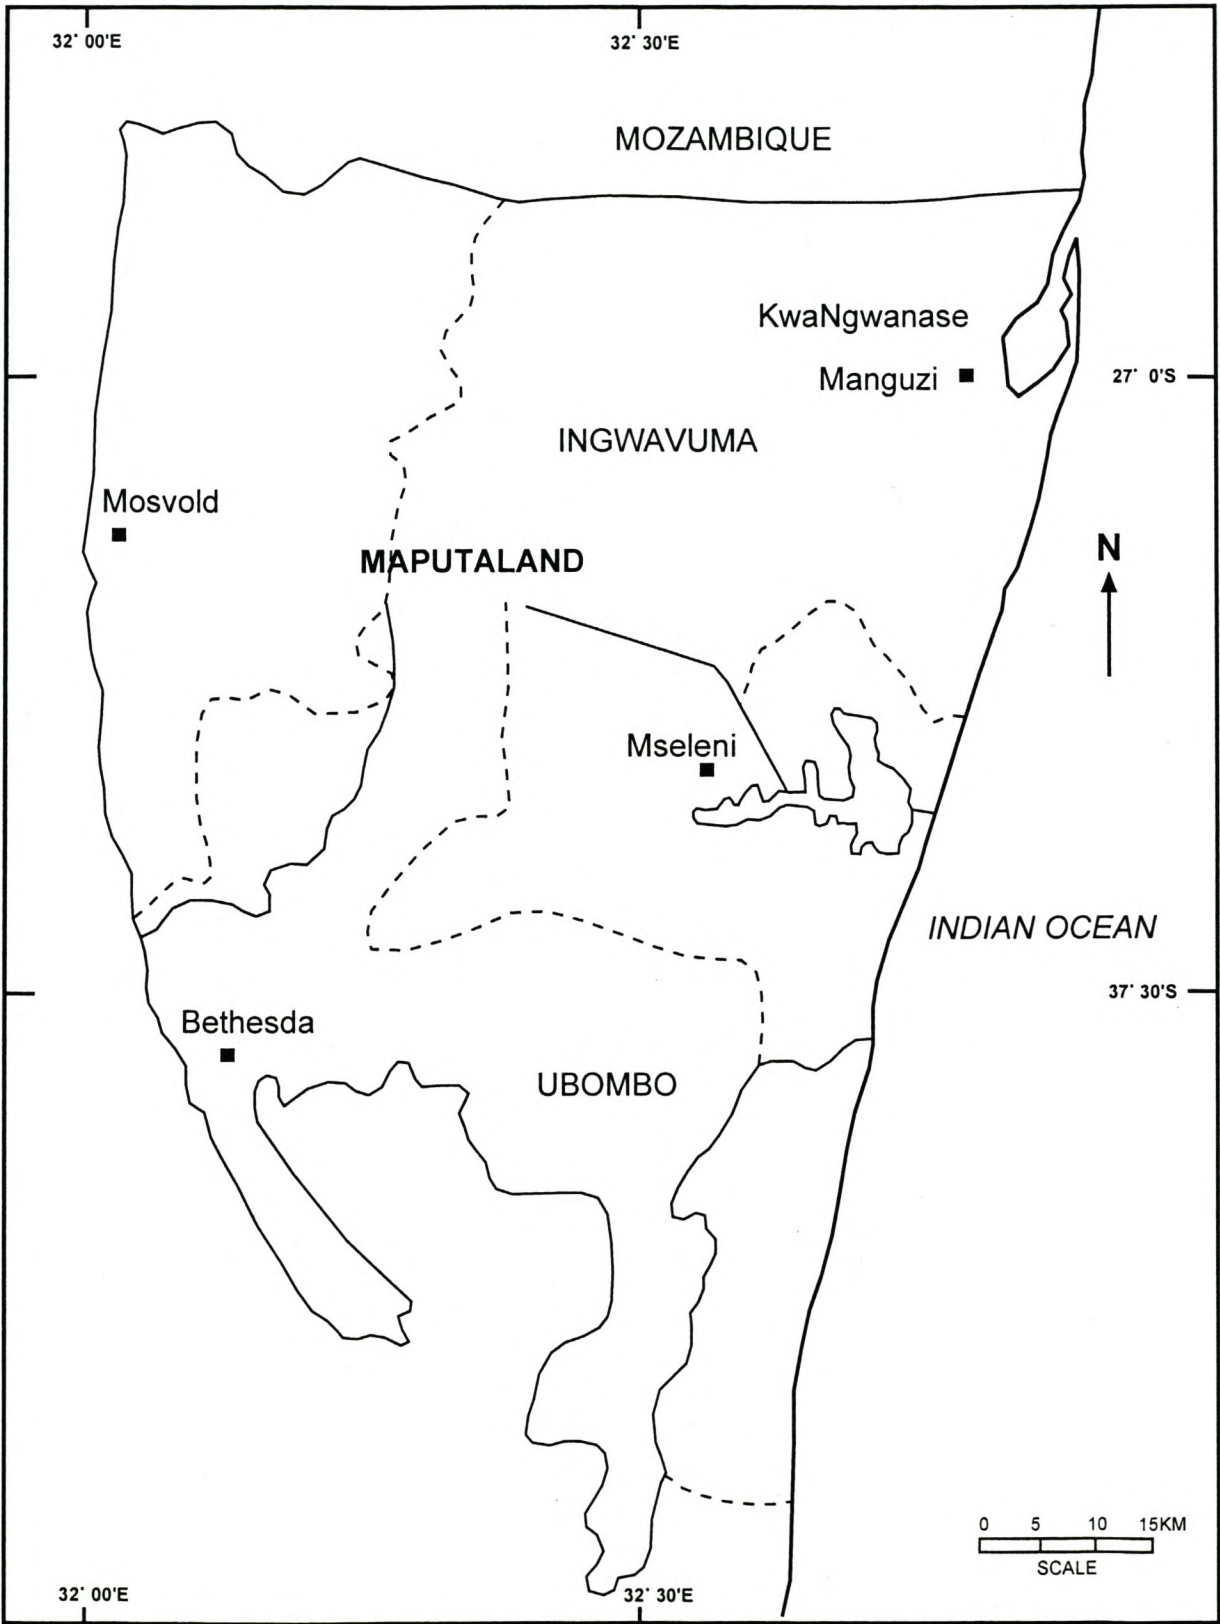 32° 00'E
32° 30'E
MOZAMBIQUE
KwaNgwanase
Manguzi
27° 0'S
INGWAVUMA
Mosvold
MAPUTALAND
N
Mseleni
INDIAN OCEAN
37° 30'S
Bethesda
UBOMBO
0 5 10 15KM
SCALE
32° 00'E
32° 30'E